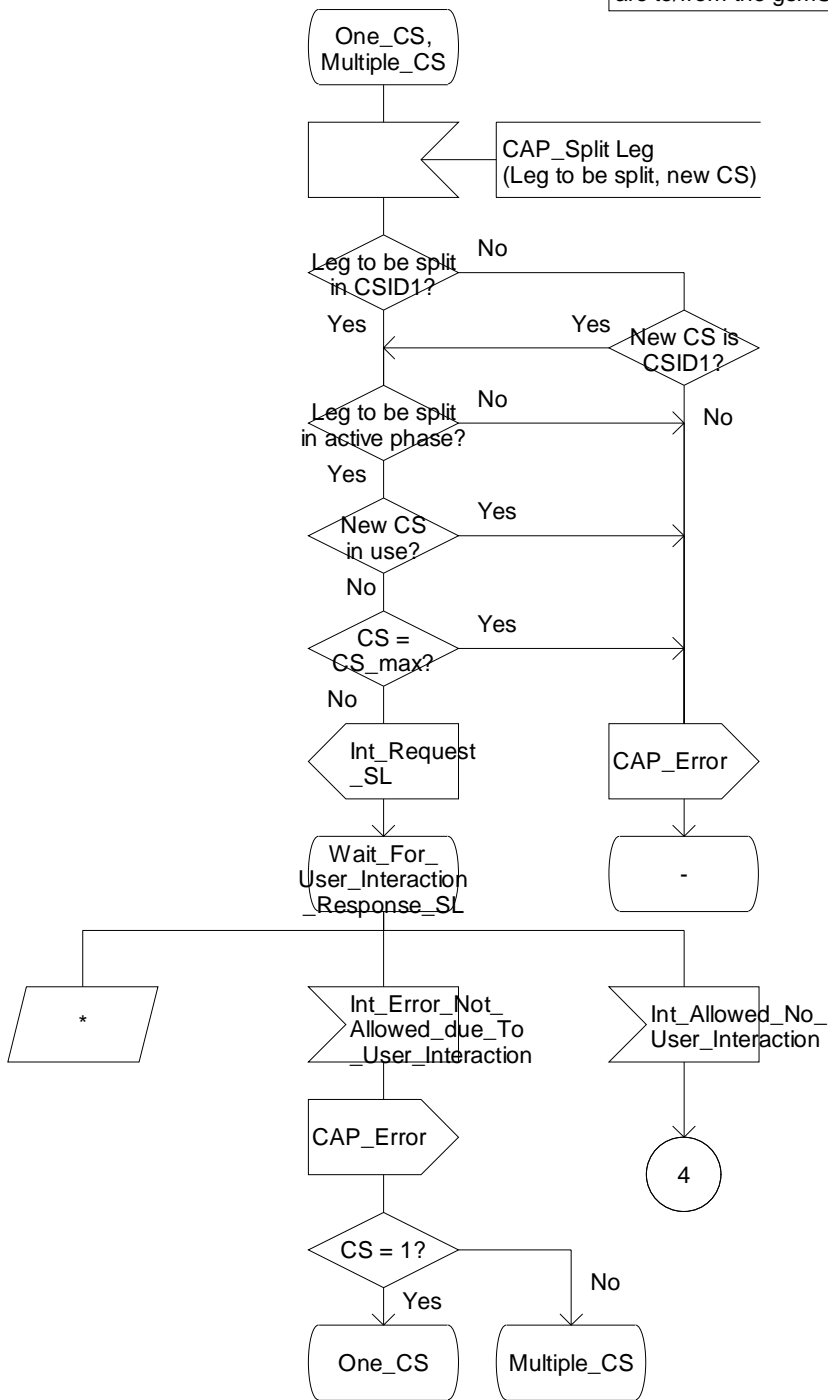 One_CS,
Multiple_CS
CAP_Split Leg
(Leg to be split, new CS)
Leg to be split
in CSID1?
No
Yes
Yes
New CS is
CSID1?
Leg to be split
in active phase?
No
No
Yes
New CS
in use?
Yes
No
CS =
CS_max?
Yes
No
Int_Request
_SL
CAP_Error
Wait_For_
User_Interaction
_Response_SL
-
*
Int_Error_Not_
Allowed_due_To
_User_Interaction
Int_Allowed_No_
User_Interaction
CAP_Error
4
CS = 1?
No
Yes
One_CS
Multiple_CS